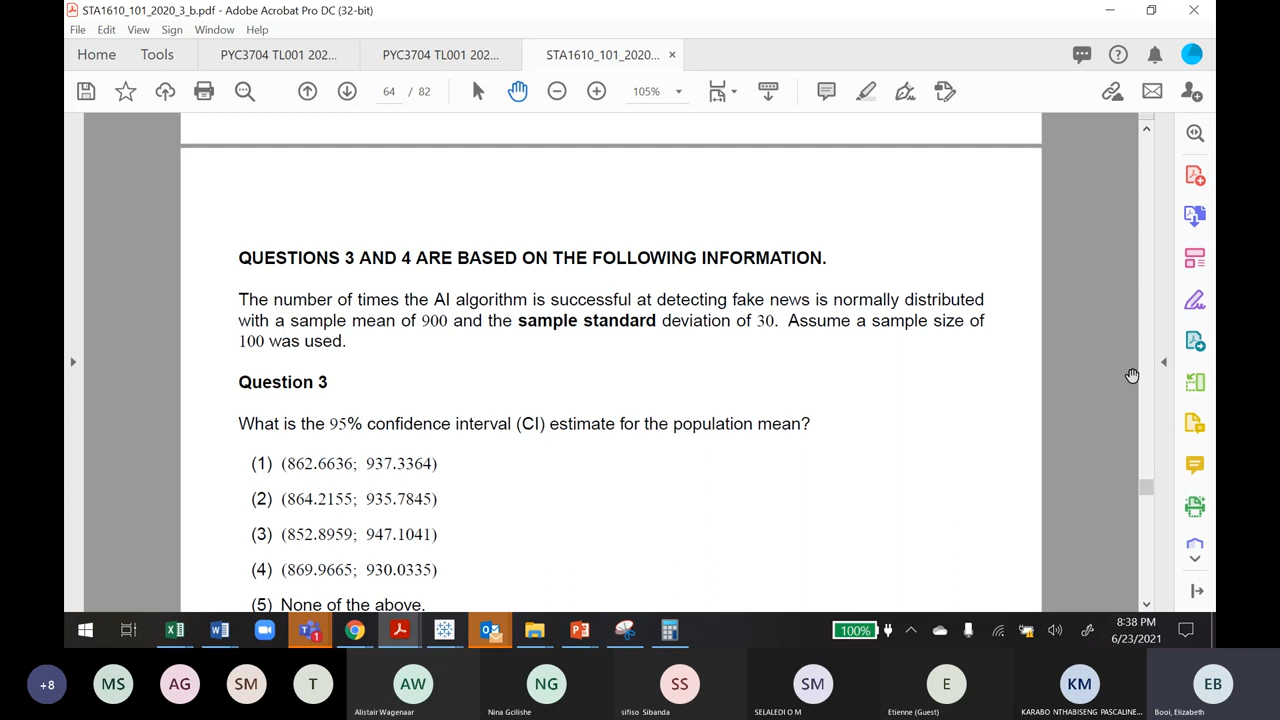 STA1610_101_2020_3_b.pdf - Adobe Acrobat Pro DC (32-bit)
File Edit View Sign Window Help
Home Tools PYC3704 TL001 202... PYC3704 TL001 202... STA1610_101_2020... ×
64 / 82 105%
QUESTIONS 3 AND 4 ARE BASED ON THE FOLLOWING INFORMATION.
The number of times the AI algorithm is successful at detecting fake news is normally distributed
with a sample mean of 900 and the sample standard deviation of 30. Assume a sample size of
100 was used.
Question 3
What is the 95% confidence interval (CI) estimate for the population mean?
(1) (862.6636; 937.3364)
(2) (864.2155; 935.7845)
(3) (852.8959; 947.1041)
(4) (869.9665; 930.0335)
(5) None of the above.
1
100%
8:38 PM
6/23/2021
+8 MS AG SM T AW NG SS SM E KM EB
Alistair Wagenaar Nina Gcilishe sifiso Sibanda SELALEDI O M Etienne (Guest) KARABO NTHABISENG PASCALINE... Booi, Elizabeth